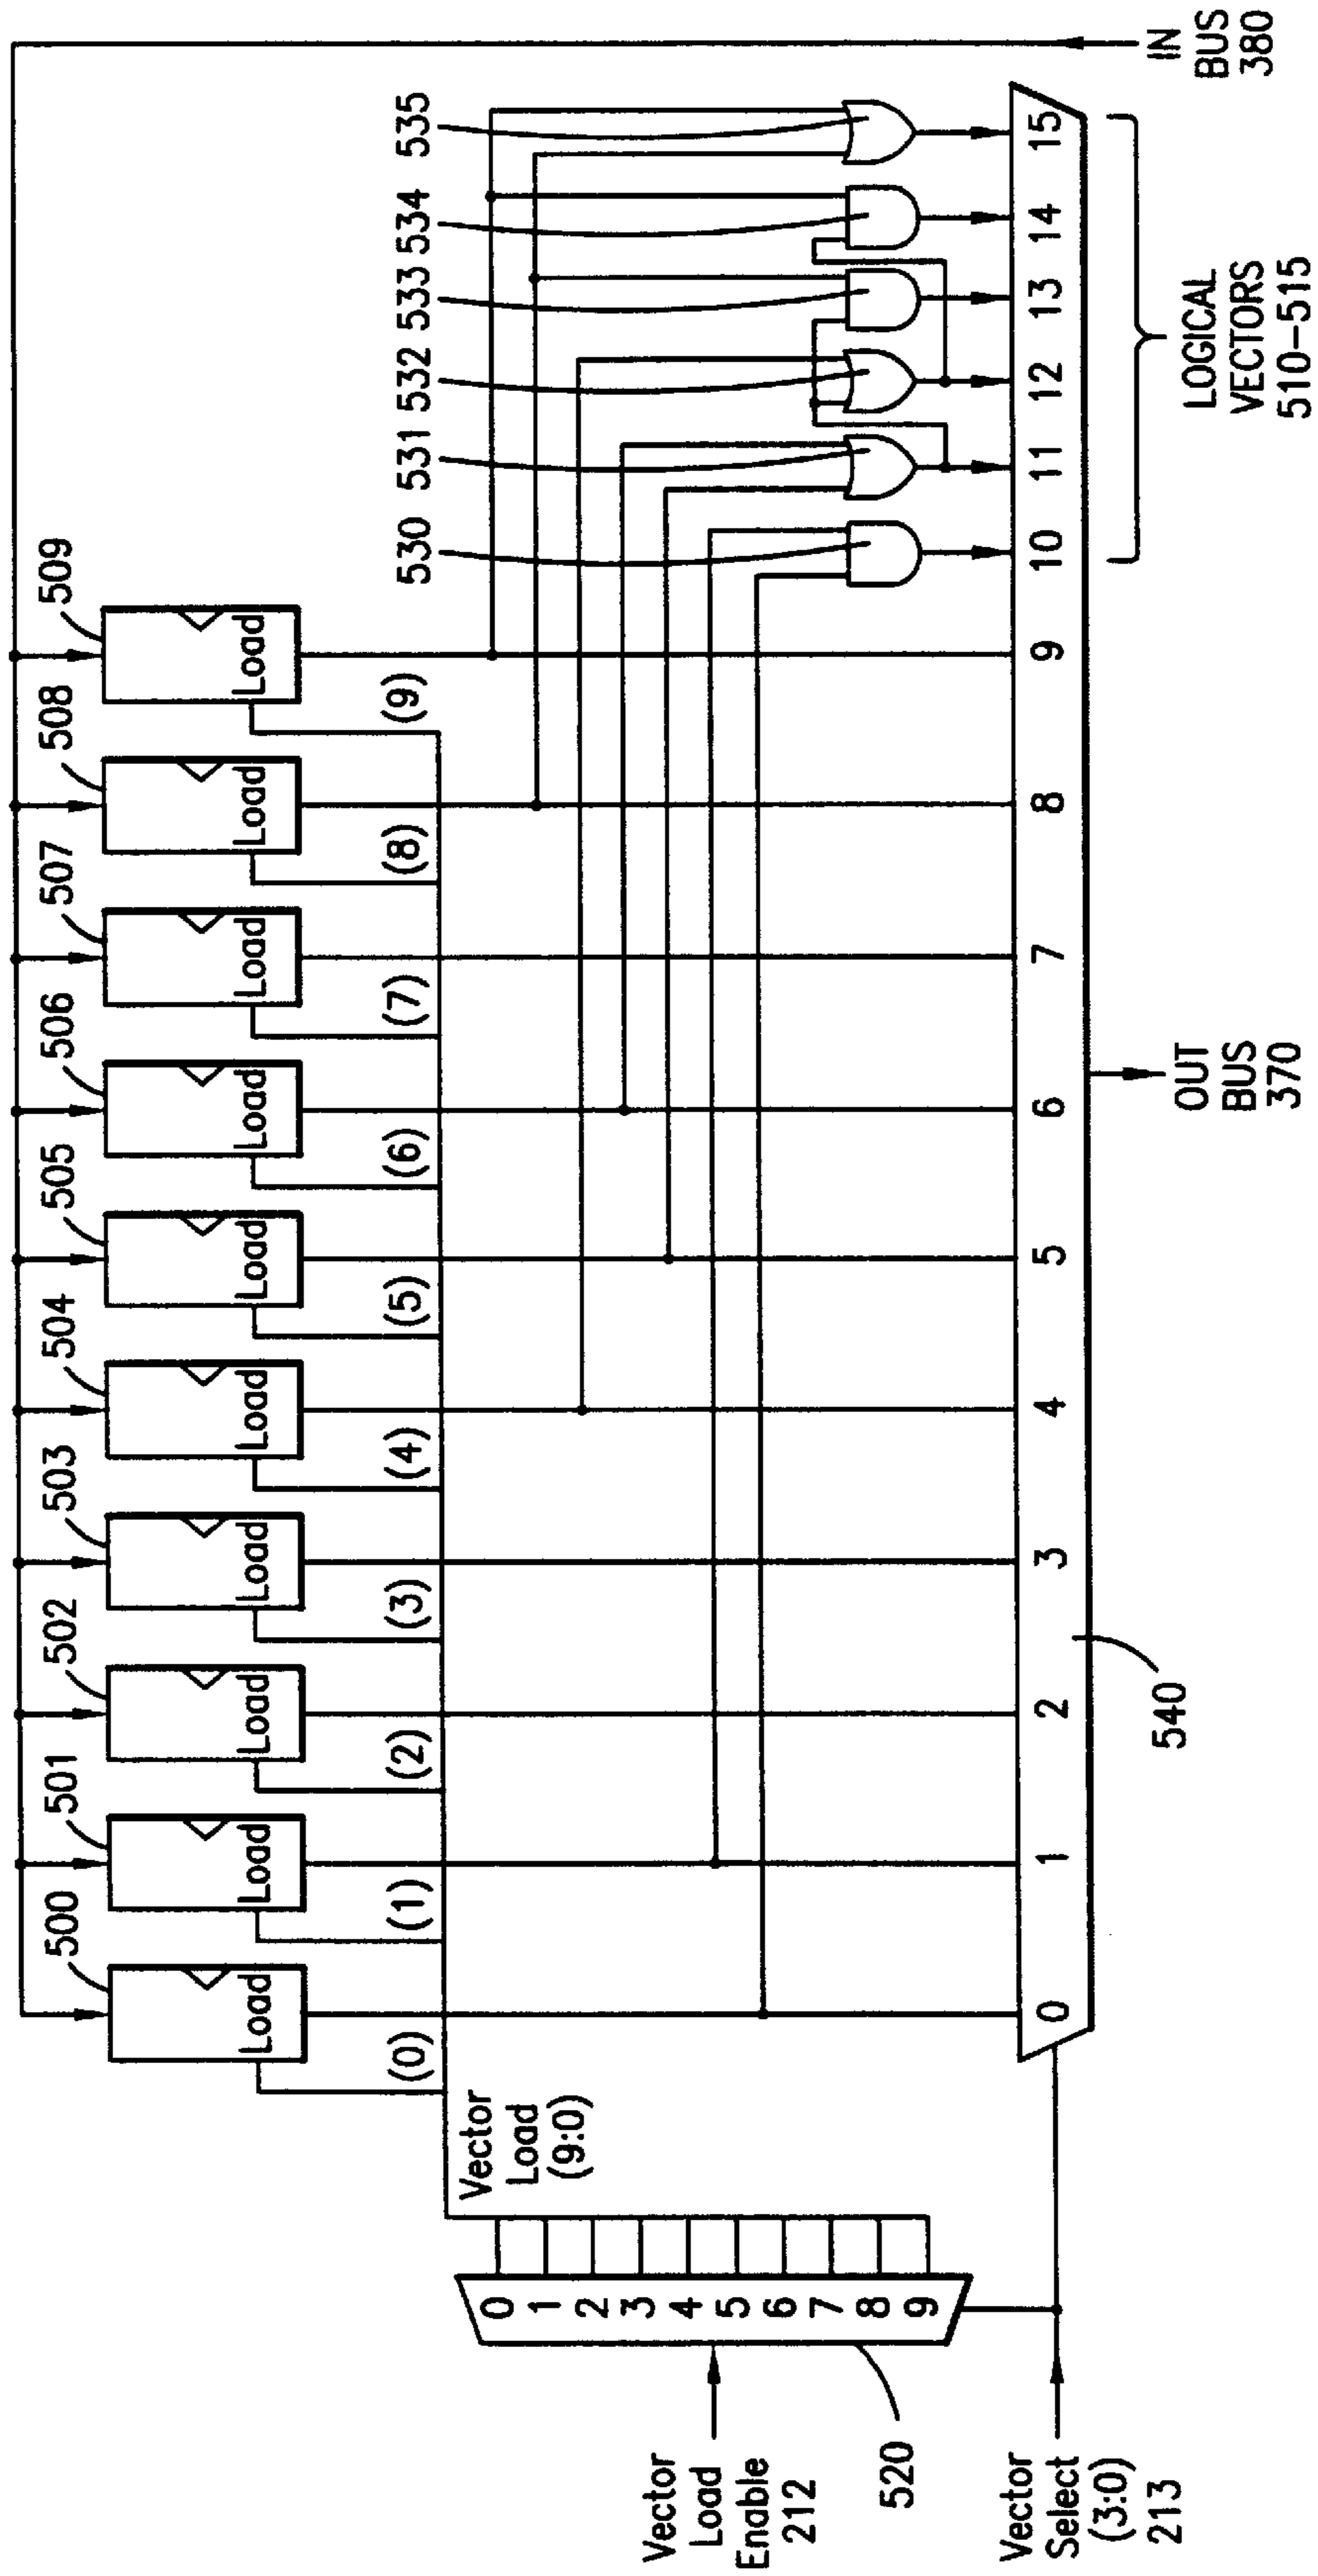 500
501
502
503
504
505
506
507
508
509
Load
Load
Load
Load
Load
Load
Load
Load
Load
Load
(0)
(1)
(2)
(3)
(4)
(5)
(6)
(7)
(8)
(9)
530
531
532
533
534
535
Vector
Load
(9:0)
0
1
2
3
4
5
6
7
8
9
Vector
Load
Enable
212
520
Vector
Select
(3:0)
213
0
1
2
3
4
5
6
7
8
9
10
11
12
13
14
15
540
OUT
BUS
370
LOGICAL
VECTORS
510-515
IN
BUS
380